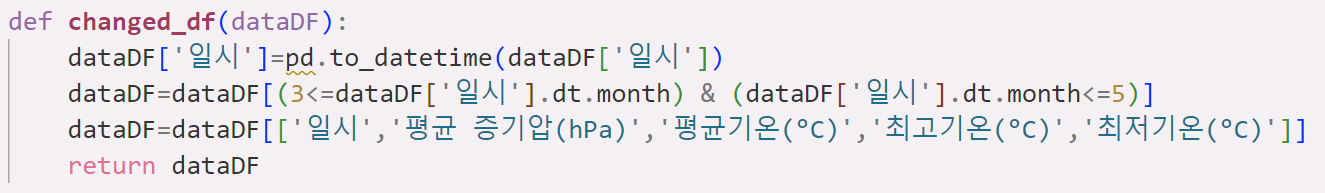 def changed_df(dataDF):
    dataDF['일시']=pd.to_datetime(dataDF['일시'])
    dataDF=dataDF[(3<=dataDF['일시'].dt.month) & (dataDF['일시'].dt.month<=5)]
    dataDF=dataDF[['일시','평균 증기압(hPa)','평균기온(°C)','최고기온(°C)','최저기온(°C)']]
    return dataDF